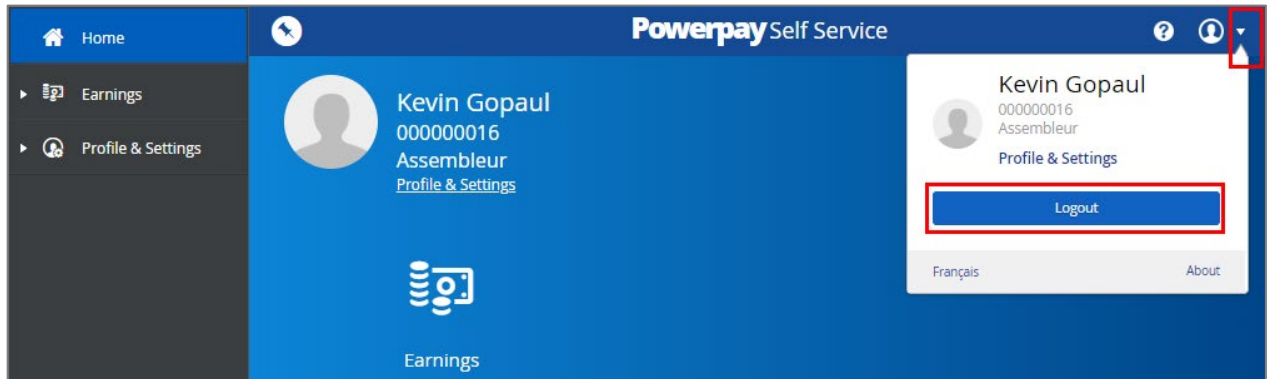 Home
Earnings
Profile & Settings
Powerpay Self Service
Kevin Gopaul
000000016
Assembleur
Profile & Settings
Earnings
Kevin Gopaul
000000016
Assembleur
Profile & Settings
Logout
Français About